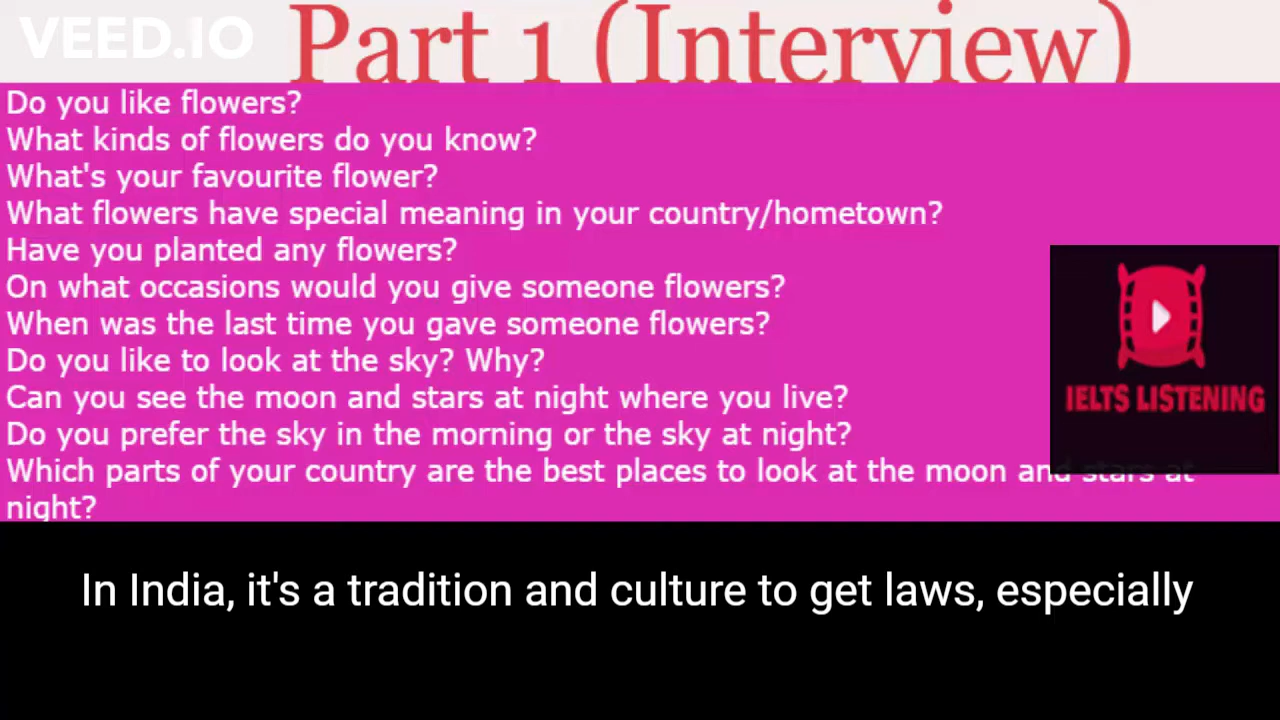 VEED.IO
Part 1 (Interview)
Do you like flowers?
What kinds of flowers do you know?
What's your favourite flower?
What flowers have special meaning in your country/hometown?
Have you planted any flowers?
On what occasions would you give someone flowers?
When was the last time you gave someone flowers?
Do you like to look at the sky? Why?
Can you see the moon and stars at night where you live?
Do you prefer the sky in the morning or the sky at night?
Which parts of your country are the best places to look at the moon and stars at
night?
IELTS LISTENING
In India, it's a tradition and culture to get laws, especially